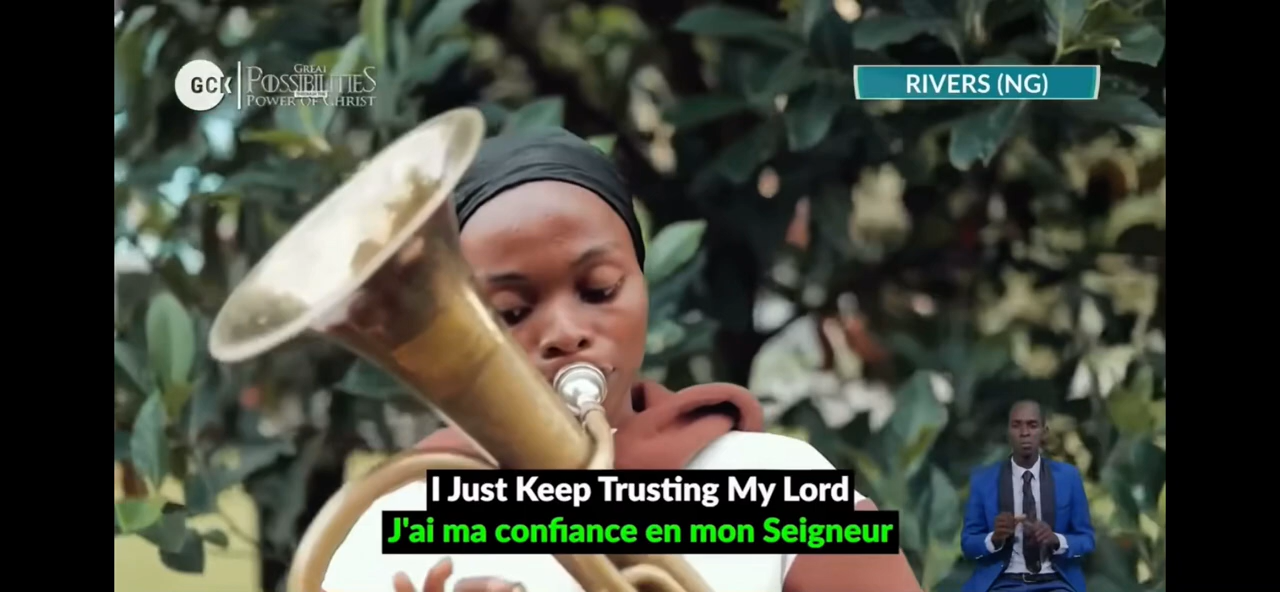 GCK
GREAT
POSSIBILITIES
POWER OF CHRIST
RIVERS (NG)
I Just Keep Trusting My Lord
J'ai ma confiance en mon Seigneur